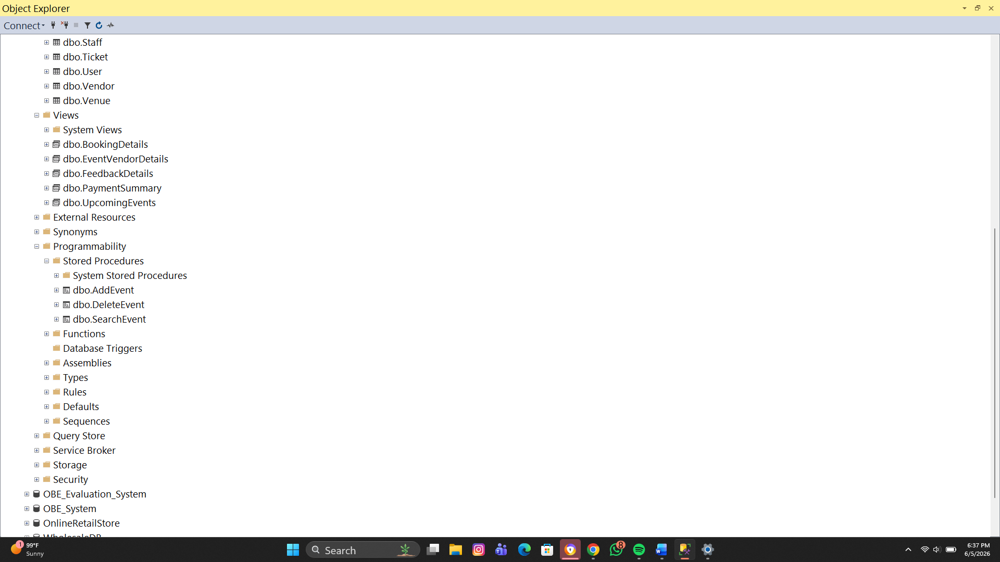 Object Explorer
Connect
dbo.Staff
dbo.Ticket
dbo.User
dbo.Vendor
dbo.Venue
Views
System Views
dbo.BookingDetails
dbo.EventVendorDetails
dbo.FeedbackDetails
dbo.PaymentSummary
dbo.UpcomingEvents
External Resources
Synonyms
Programmability
Stored Procedures
System Stored Procedures
dbo.AddEvent
dbo.DeleteEvent
dbo.SearchEvent
Functions
Database Triggers
Assemblies
Types
Rules
Defaults
Sequences
Query Store
Service Broker
Storage
Security
OBE_Evaluation_System
OBE_System
OnlineRetailStore
WholesaleDB
1
99°F
Sunny
Search
8
6:37 PM
6/5/2026